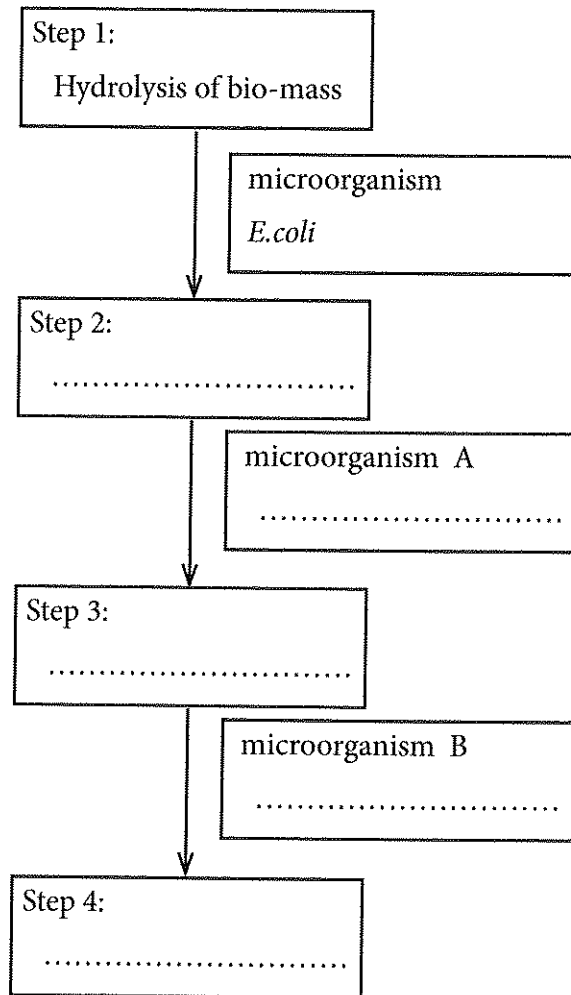 Step 1:
Hydrolysis of bio-mass
microorganism
E.coli
Step 2:
..............................
microorganism A
..............................
Step 3:
..............................
microorganism B
..............................
Step 4:
..............................